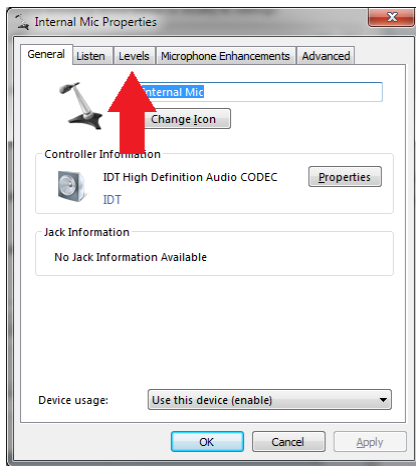 Internal Mic Properties
General Listen Levels Microphone Enhancements Advanced
Internal Mic
Change Icon
Controller Information
IDT High Definition Audio CODEC
Properties
IDT
Jack Information
No Jack Information Available
Device usage:
Use this device (enable)
OK Cancel Apply